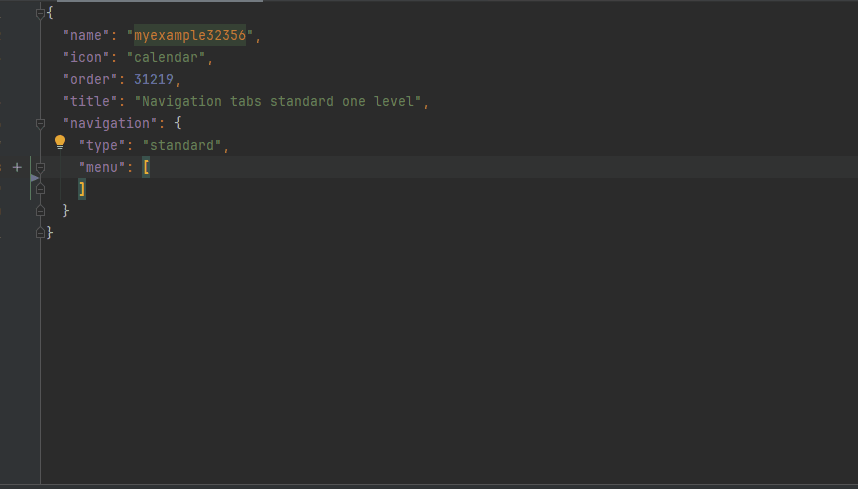 {
"name": "myexample32356",
"icon": "calendar",
"order": 31219,
"title": "Navigation tabs standard one level",
"navigation": {
"type": "standard",
"menu": [
]
}
}